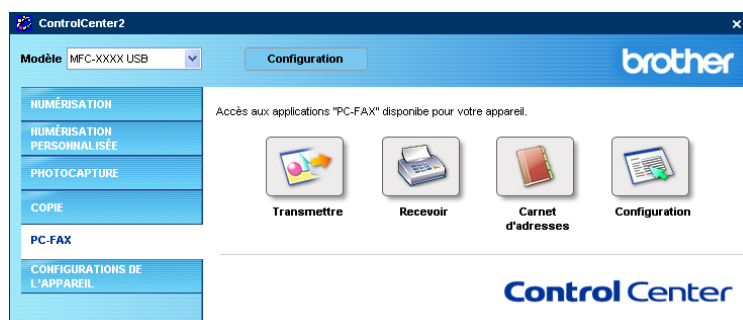 ControlCenter2
Modèle MFC-XXXX USB
Configuration
brother
NUMÉRISATION
NUMÉRISATION
PERSONNALISÉE
PHOTOCAPTURE
COPIE
PC-FAX
CONFIGURATIONS DE
L'APPAREIL
Accès aux applications "PC-FAX" disponibe pour votre appareil.
Transmettre
Recevoir
Carnet
d'adresses
Configuration
Control Center